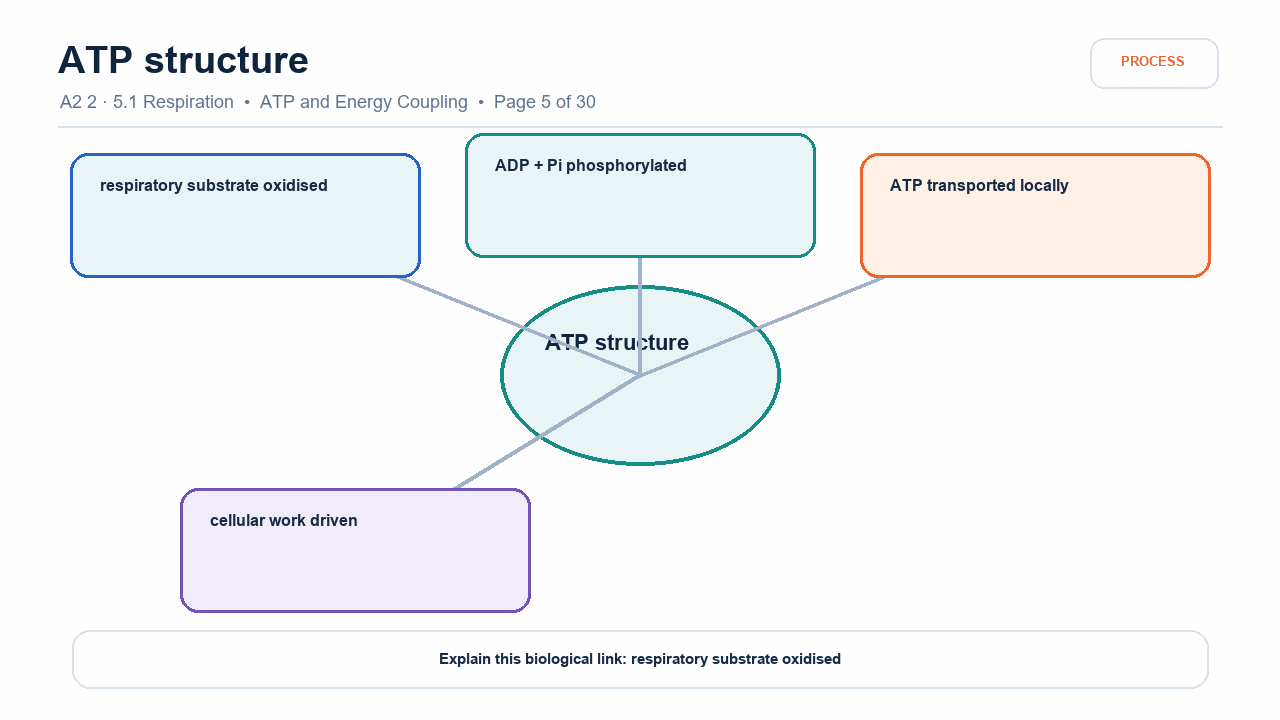 ATP structure
PROCESS
A2 2 · 5.1 Respiration • ATP and Energy Coupling • Page 5 of 30
respiratory substrate oxidised
ADP + Pi phosphorylated
ATP transported locally
ATP structure
cellular work driven
Explain this biological link: respiratory substrate oxidised